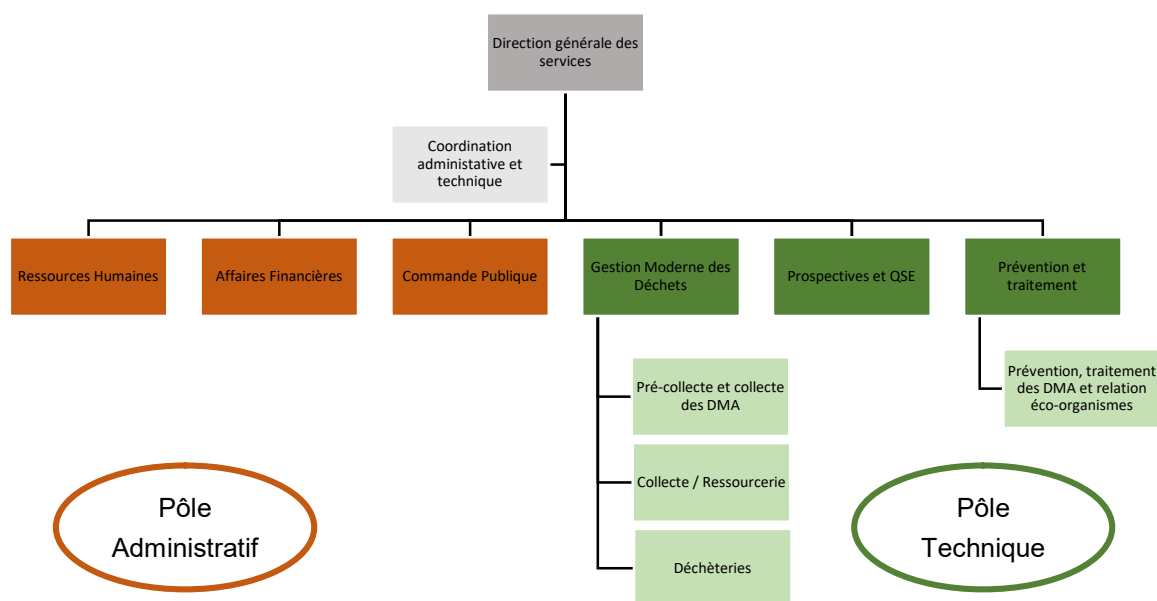 Direction générale des
services
Coordination
administative et
technique
Ressources Humaines
Affaires Financières
Commande Publique
Gestion Moderne des
Déchets
Prospectives et QSE
Prévention et
traitement
Pré-collecte et collecte
des DMA
Prévention, traitement
des DMA et relation
éco-organismes
Collecte / Ressourcerie
Déchèteries
Pôle
Administratif
Pôle
Technique